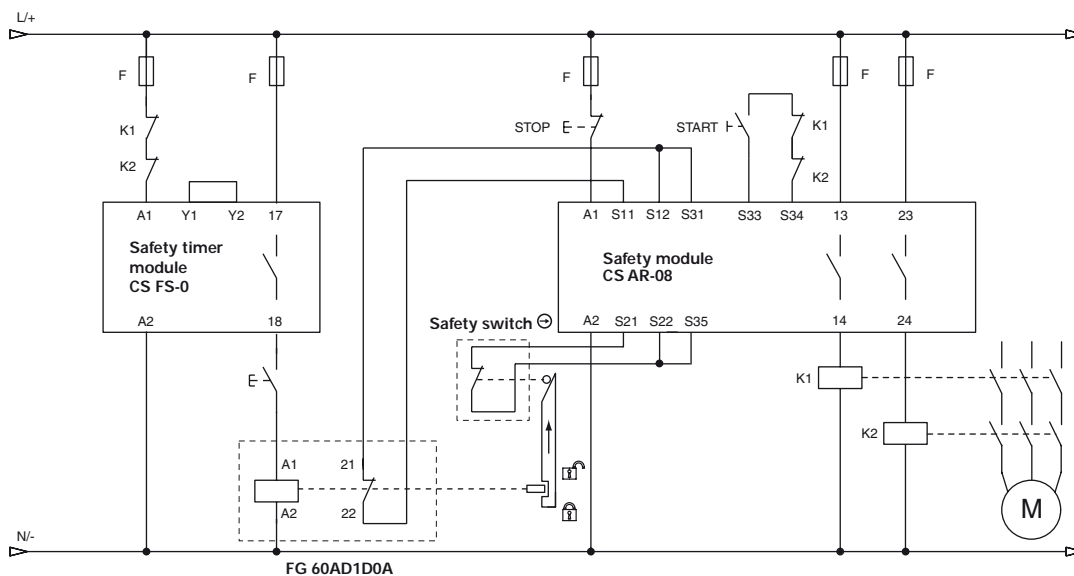 L/+
F
F
F
F
F
K1
K2
STOP
START
K1
K2
A1
Y1
Y2
17
A1
S11
S12
S31
S33
S34
13
23
Safety timer
module
CS FS-0
Safety module
CS AR-08
A2
18
Safety switch
A2
S21
S22
S35
14
24
K1
K2
A1
21
A2
22
M
N/-
FG 60AD1D0A